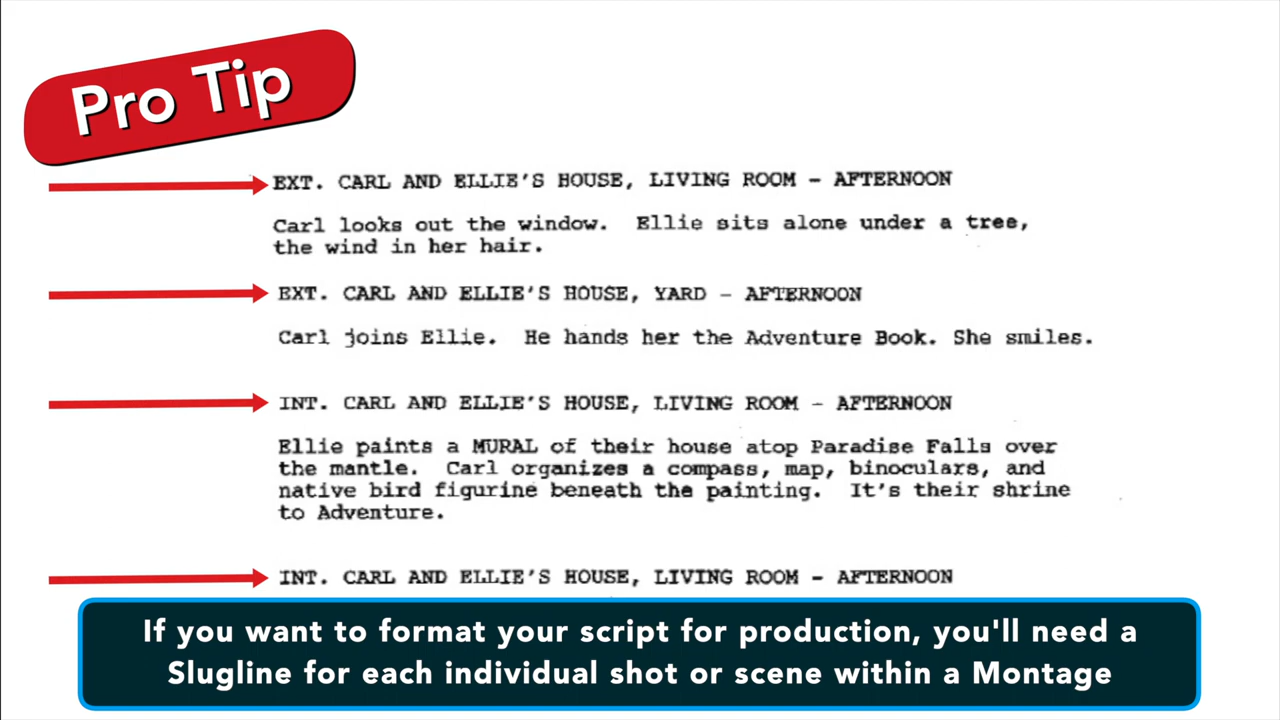 Pro Tip
EXT. CARL AND ELLIE'S HOUSE, LIVING ROOM - AFTERNOON
Carl looks out the window. Ellie sits alone under a tree,
the wind in her hair.
EXT. CARL AND ELLIE'S HOUSE, YARD - AFTERNOON
Carl joins Ellie. He hands her the Adventure Book. She smiles.
INT. CARL AND ELLIE'S HOUSE, LIVING ROOM - AFTERNOON
Ellie paints a MURAL of their house atop Paradise Falls over
the mantle. Carl organizes a compass, map, binoculars, and
native bird figurine beneath the painting. It's their shrine
to Adventure.
INT. CARL AND ELLIE'S HOUSE, LIVING ROOM - AFTERNOON
If you want to format your script for production, you'll need a
Slugline for each individual shot or scene within a Montage